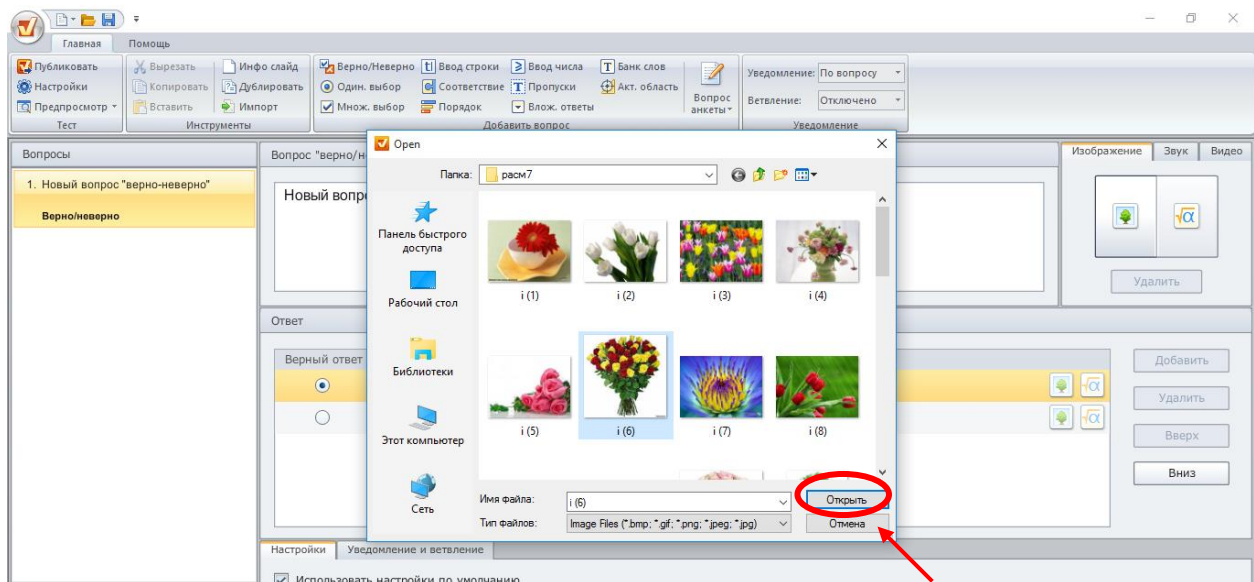 Главная Помощь
Публиковать
Настройки
Предпросмотр
Тест
Вырезать
Копировать
Вставить
Инфо слайд
Дублировать
Импорт
Инструменты
Верно/Неверно Ввод строки Ввод числа Банк слов
Один. выбор Соответствие Пропуски Акт. область
Множ. выбор Порядок Влож. ответы
Вопрос
анкеты
Добавить вопрос
Уведомление: По вопросу
Ветвление: Отключено
Уведомление
Вопросы
1. Новый вопрос "верно-неверно"
Верно/неверно
Вопрос "верно/н
Новый вопр
Open
Папка: расм7
Панель быстрого
доступа
Рабочий стол
Библиотеки
Этот компьютер
Сеть
i (1) i (2) i (3) i (4)
i (5) i (6) i (7) i (8)
Имя файла: i (6) Открыть
Тип файлов: Image Files (*.bmp; *.gif; *.png; *.jpeg; *.jpg) Отмена
Изображение Звук Видео
√α
Удалить
Ответ
Верный ответ
√α
√α
Добавить
Удалить
Вверх
Вниз
Настройки Уведомление и ветвление
Использовать настройки по умолчанию